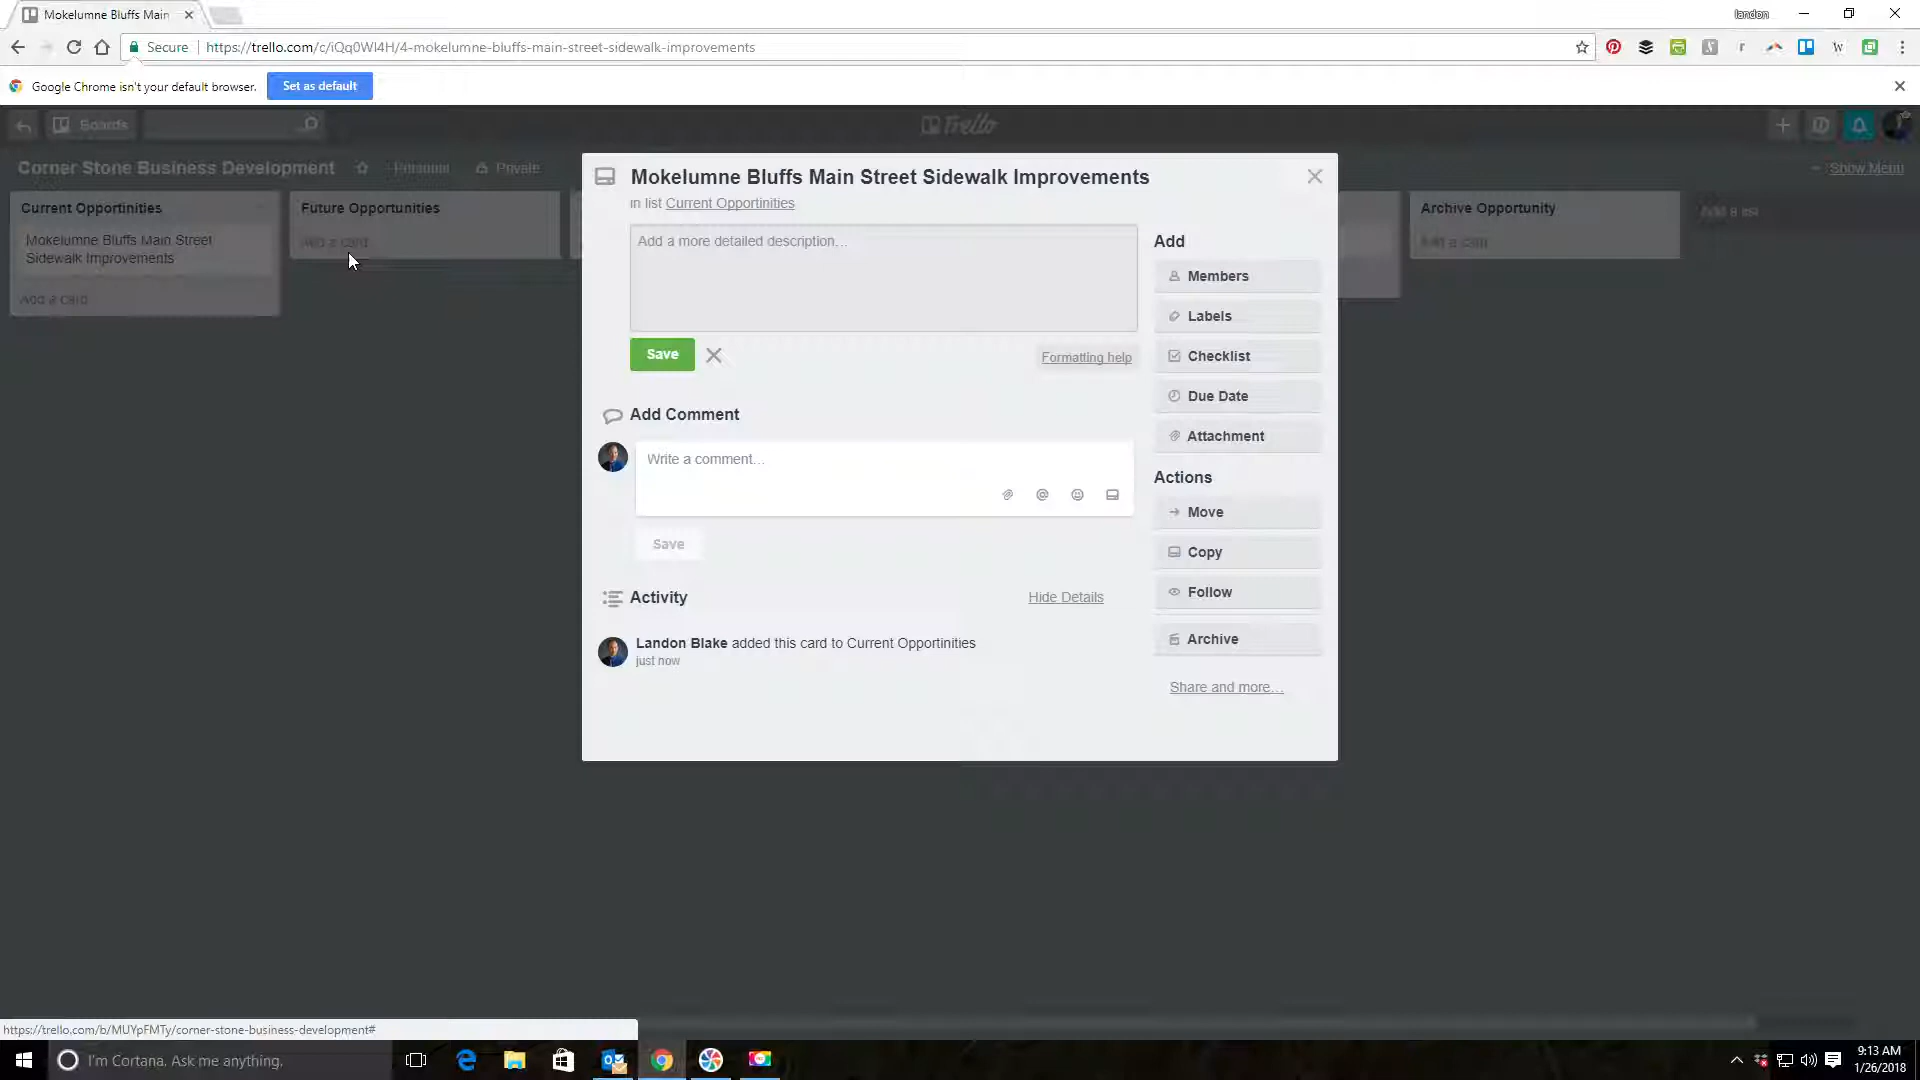 Mokelumne Bluffs Main
landon
Secure
https://trello.com/c/iQq0Wl4H/4-mokelumne-bluffs-main-street-sidewalk-improvements
Google Chrome isn't your default browser.
Set as default
Boards
Trello
Corner Stone Business Development
Personal
Private
Show Menu
Current Opportinities
Mokelumne Bluffs Main Street
Sidewalk Improvements
Add a card...
Future Opportunities
Add a card...
Mokelumne Bluffs Main Street Sidewalk Improvements
in list Current Opportinities
Add a more detailed description...
Save
Formatting help
Add Comment
Write a comment...
Save
Activity
Hide Details
Landon Blake added this card to Current Opportinities
just now
Add
Members
Labels
Checklist
Due Date
Attachment
Actions
Move
Copy
Follow
Archive
Share and more...
Archive Opportunity
Add a card...
Add a list...
https://trello.com/b/MUYpFMTy/corner-stone-business-development#
I'm Cortana. Ask me anything.
9:13 AM
1/26/2018